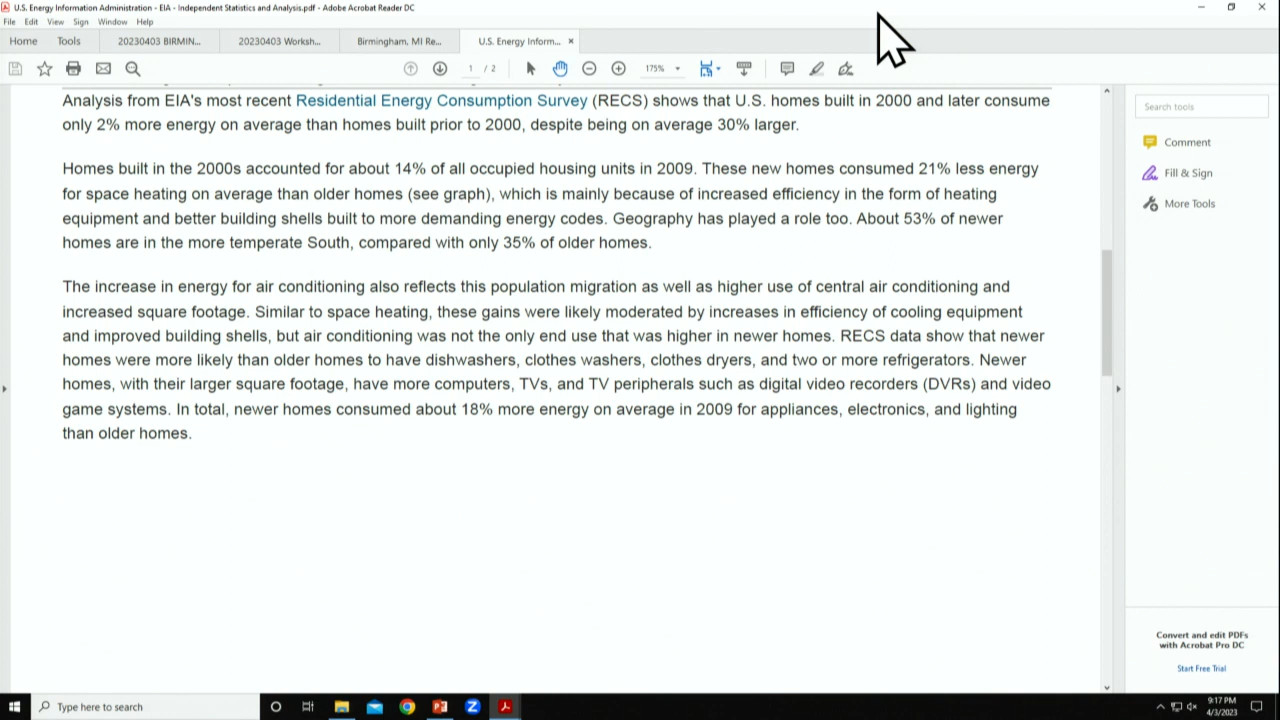 U.S. Energy Information Administration - EIA - Independent Statistics and Analysis.pdf - Adobe Acrobat Reader DC
File Edit View Sign Window Help
Home Tools 20230403 BIRMIN... 20230403 Worksh... Birmingham, MI Re... U.S. Energy Inform... ×
1 / 2 175%
Analysis from EIA's most recent Residential Energy Consumption Survey (RECS) shows that U.S. homes built in 2000 and later consume
only 2% more energy on average than homes built prior to 2000, despite being on average 30% larger.
Homes built in the 2000s accounted for about 14% of all occupied housing units in 2009. These new homes consumed 21% less energy
for space heating on average than older homes (see graph), which is mainly because of increased efficiency in the form of heating
equipment and better building shells built to more demanding energy codes. Geography has played a role too. About 53% of newer
homes are in the more temperate South, compared with only 35% of older homes.
The increase in energy for air conditioning also reflects this population migration as well as higher use of central air conditioning and
increased square footage. Similar to space heating, these gains were likely moderated by increases in efficiency of cooling equipment
and improved building shells, but air conditioning was not the only end use that was higher in newer homes. RECS data show that newer
homes were more likely than older homes to have dishwashers, clothes washers, clothes dryers, and two or more refrigerators. Newer
homes, with their larger square footage, have more computers, TVs, and TV peripherals such as digital video recorders (DVRs) and video
game systems. In total, newer homes consumed about 18% more energy on average in 2009 for appliances, electronics, and lighting
than older homes.
Search tools
Comment
Fill & Sign
More Tools
Convert and edit PDFs
with Acrobat Pro DC
Start Free Trial
Type here to search
9:17 PM
4/3/2023